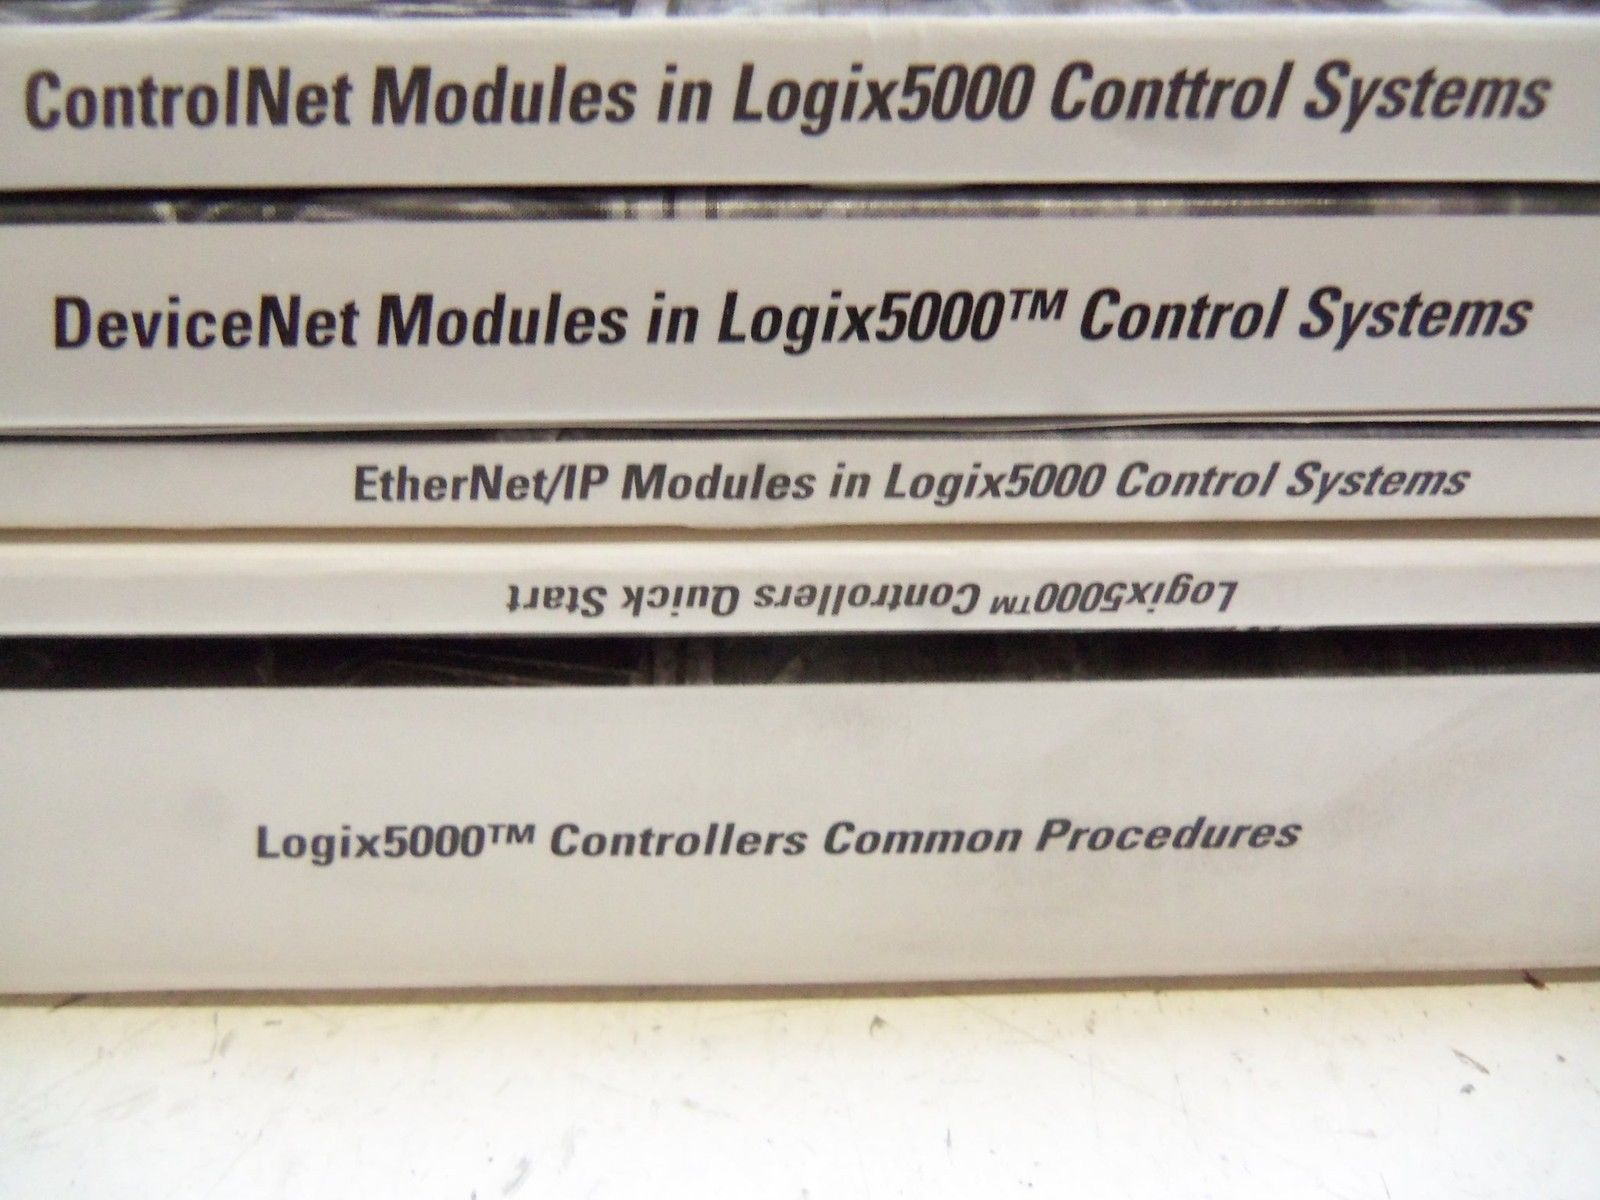 ControlNet Modules in Logix5000 Conttrol Systems
DeviceNet Modules in Logix5000™ Control Systems
EtherNet/IP Modules in Logix5000 Control Systems
Logix5000™ Controllers Quick Start
Logix5000™ Controllers Common Procedures